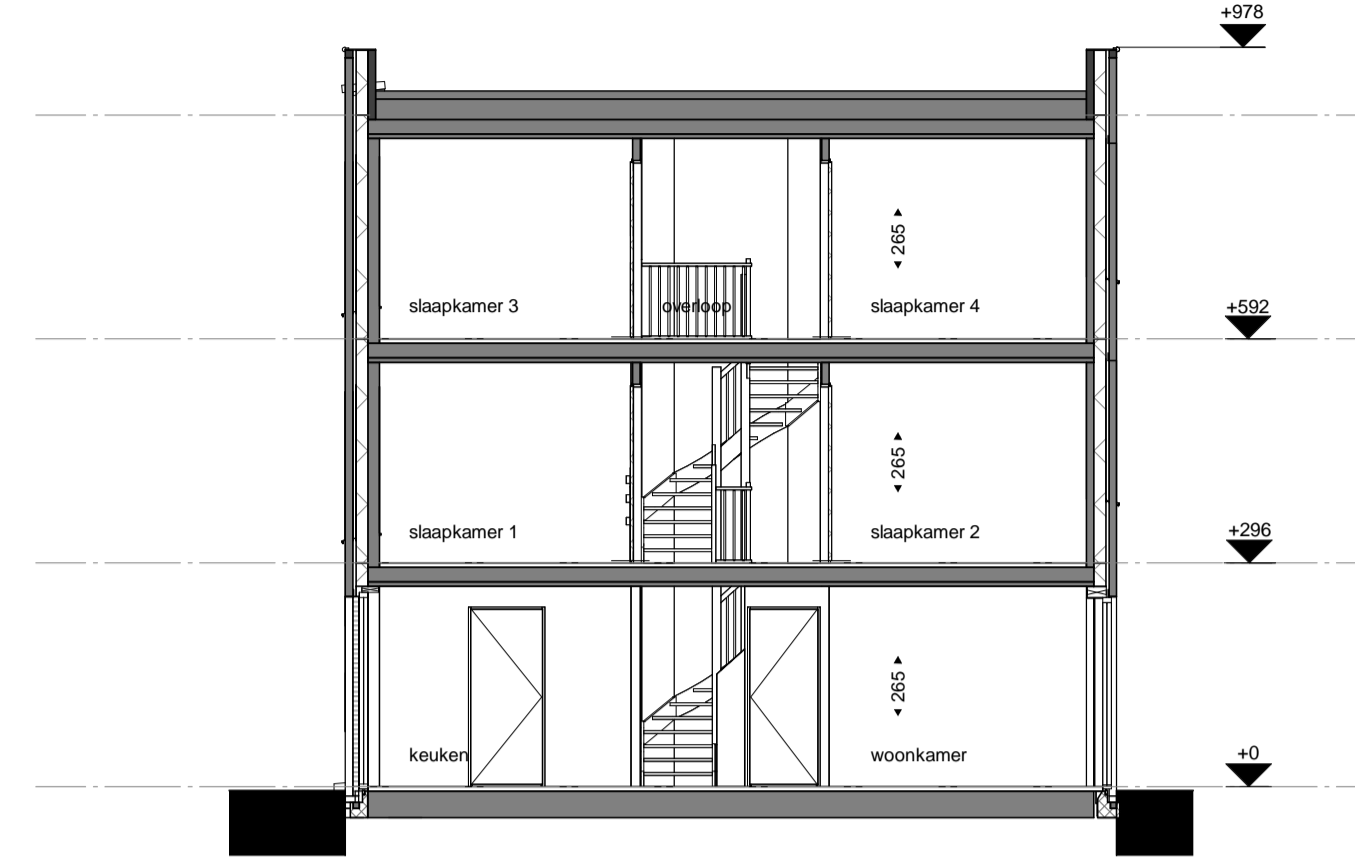 +978
265
slaapkamer 3 overloop slaapkamer 4 +592
265
slaapkamer 1 slaapkamer 2 +296
265
keuken woonkamer +0